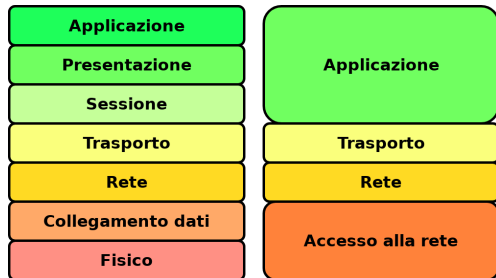 Applicazione
Presentazione
Sessione
Trasporto
Rete
Collegamento dati
Fisico
Applicazione
Trasporto
Rete
Accesso alla rete